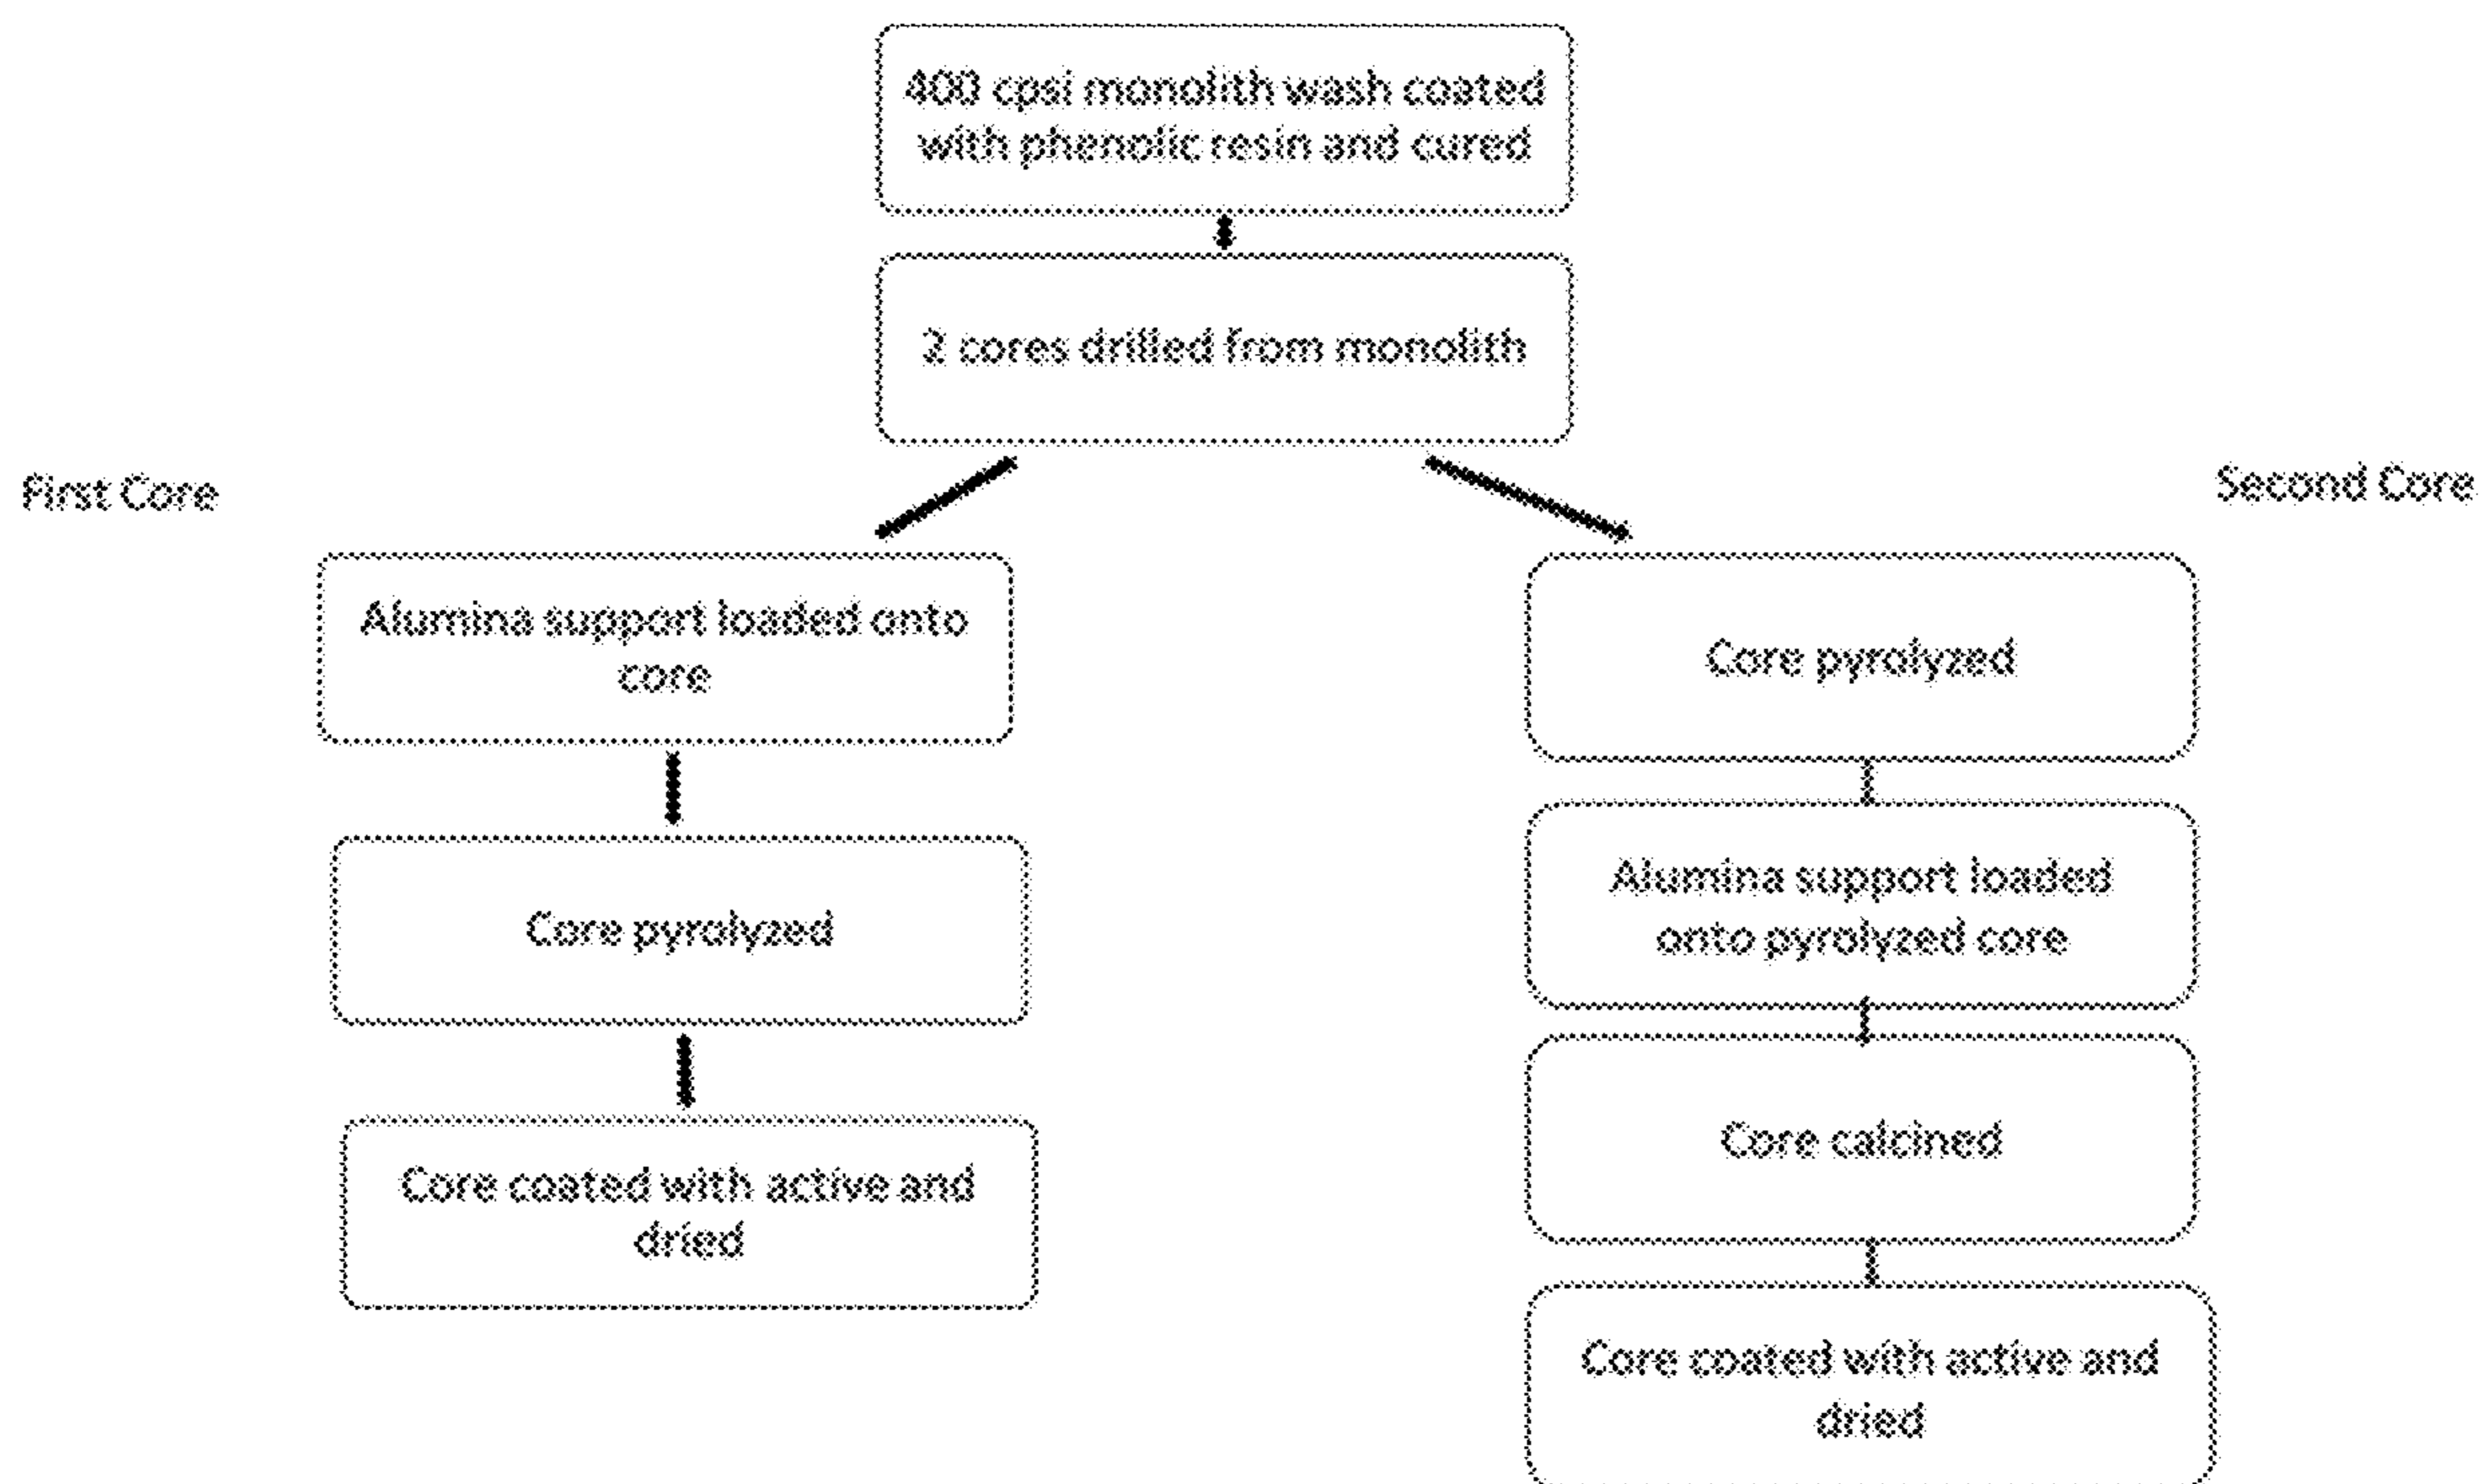 400 cpsi monolith wash coated
with phenolic resin and cured
2 cores drilled from monolith
First Core
Second Core
Alumina support loaded onto
core
Core pyrolyzed
Core coated with active and
dried
Core pyrolyzed
Alumina support loaded
onto pyrolyzed core
Core calcined
Core coated with active and
dried